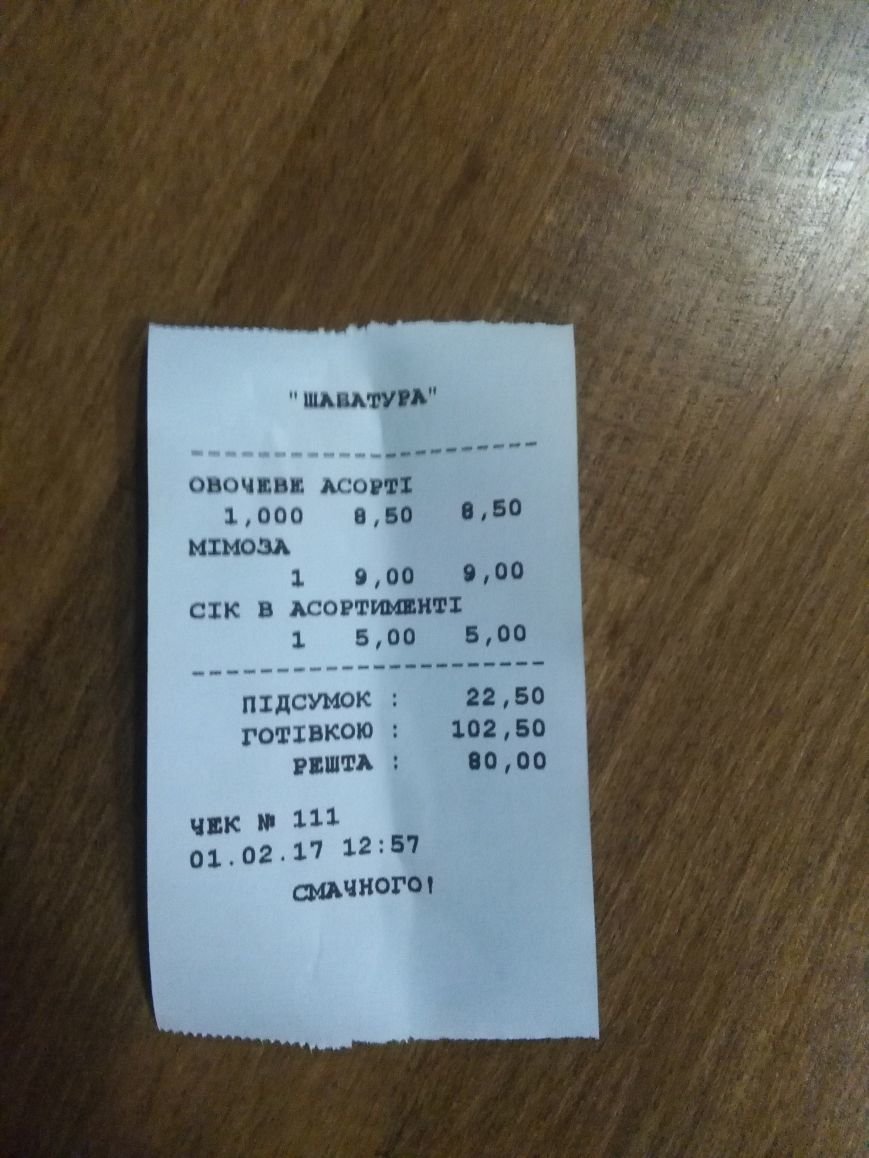 "ШАВАТУРА"
---------------------
ОВОЧЕВЕ АСОРТІ
1,000 8,50 8,50
МІМОЗА
1 9,00 9,00
СІК В АСОРТИМЕНТІ
1 5,00 5,00
---------------------
ПІДСУМОК : 22,50
ГОТІВКОЮ : 102,50
РЕШТА : 80,00
ЧЕК № 111
01.02.17 12:57
СМАЧНОГО!